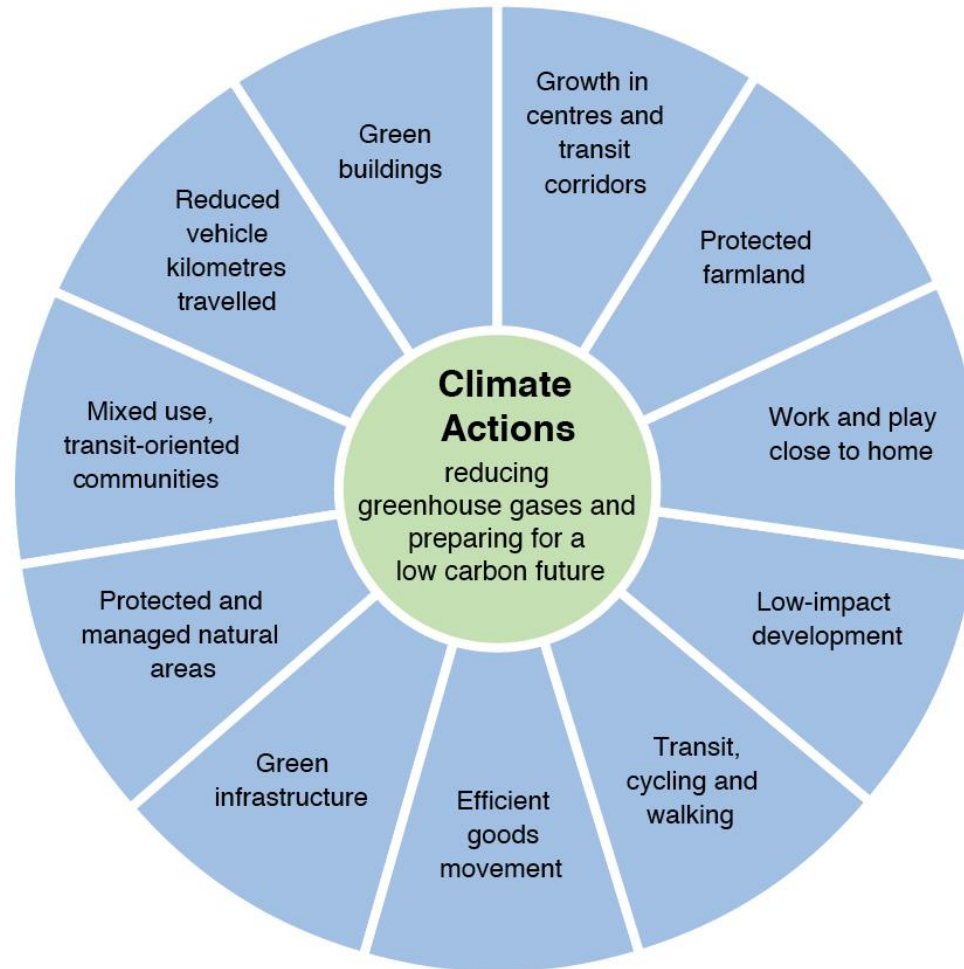 Climate
Actions
reducing
greenhouse gases and
preparing for a
low carbon future
Growth in
centres and
transit
corridors
Protected
farmland
Work and play
close to home
Low-impact
development
Transit,
cycling and
walking
Efficient
goods
movement
Green
infrastructure
Protected and
managed natural
areas
Mixed use,
transit-oriented
communities
Reduced
vehicle
kilometres
travelled
Green
buildings